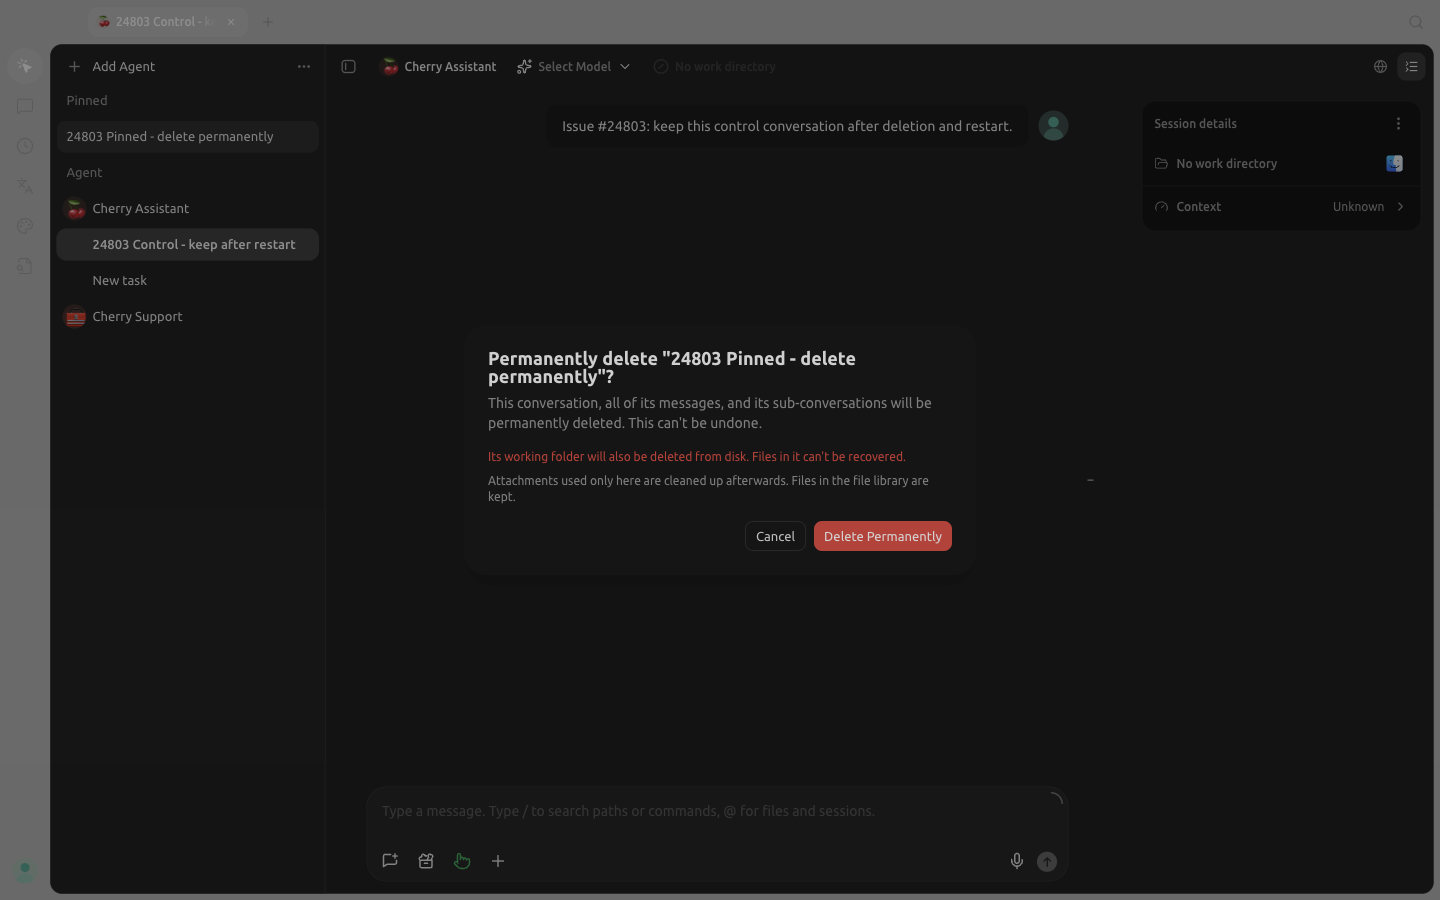 24803 Control - k
Add Agent
Pinned
24803 Pinned - delete permanently
Agent
Cherry Assistant
24803 Control - keep after restart
New task
Cherry Support
Cherry Assistant
Select Model
No work directory
Issue #24803: keep this control conversation after deletion and restart.
Session details
No work directory
Context
Unknown
Permanently delete "24803 Pinned - delete
permanently"?
This conversation, all of its messages, and its sub-conversations will be
permanently deleted. This can't be undone.
Its working folder will also be deleted from disk. Files in it can't be recovered.
Attachments used only here are cleaned up afterwards. Files in the file library are
kept.
Cancel
Delete Permanently
Type a message. Type / to search paths or commands, @ for files and sessions.